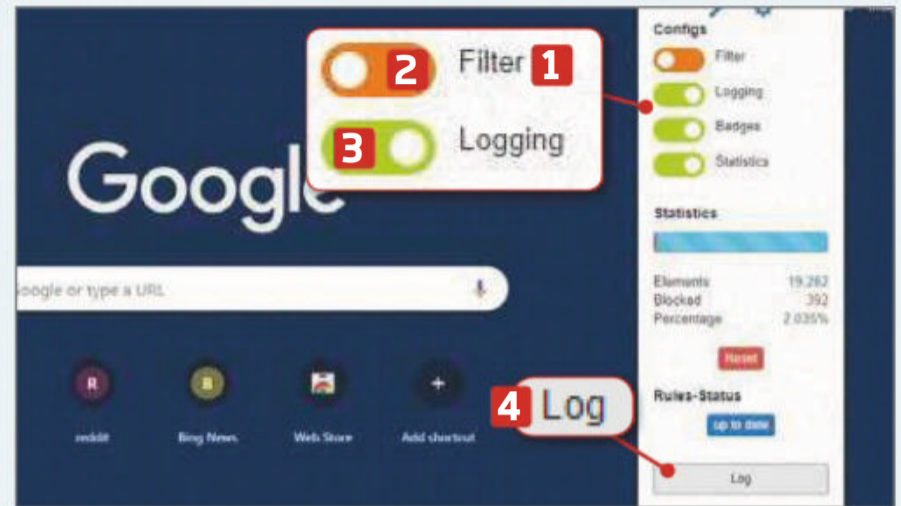 Configs
Filter
Logging
Badges
Statistics
2 Filter 1
3 Logging
Google
Google or type a URL
Statistics
Elements 19.282
Blocked 392
Percentage 2.035%
Reset
Rules-Status
up to date
Log
4 Log
R
reddit
B
Bing News
Web Store
+
Add shortcut